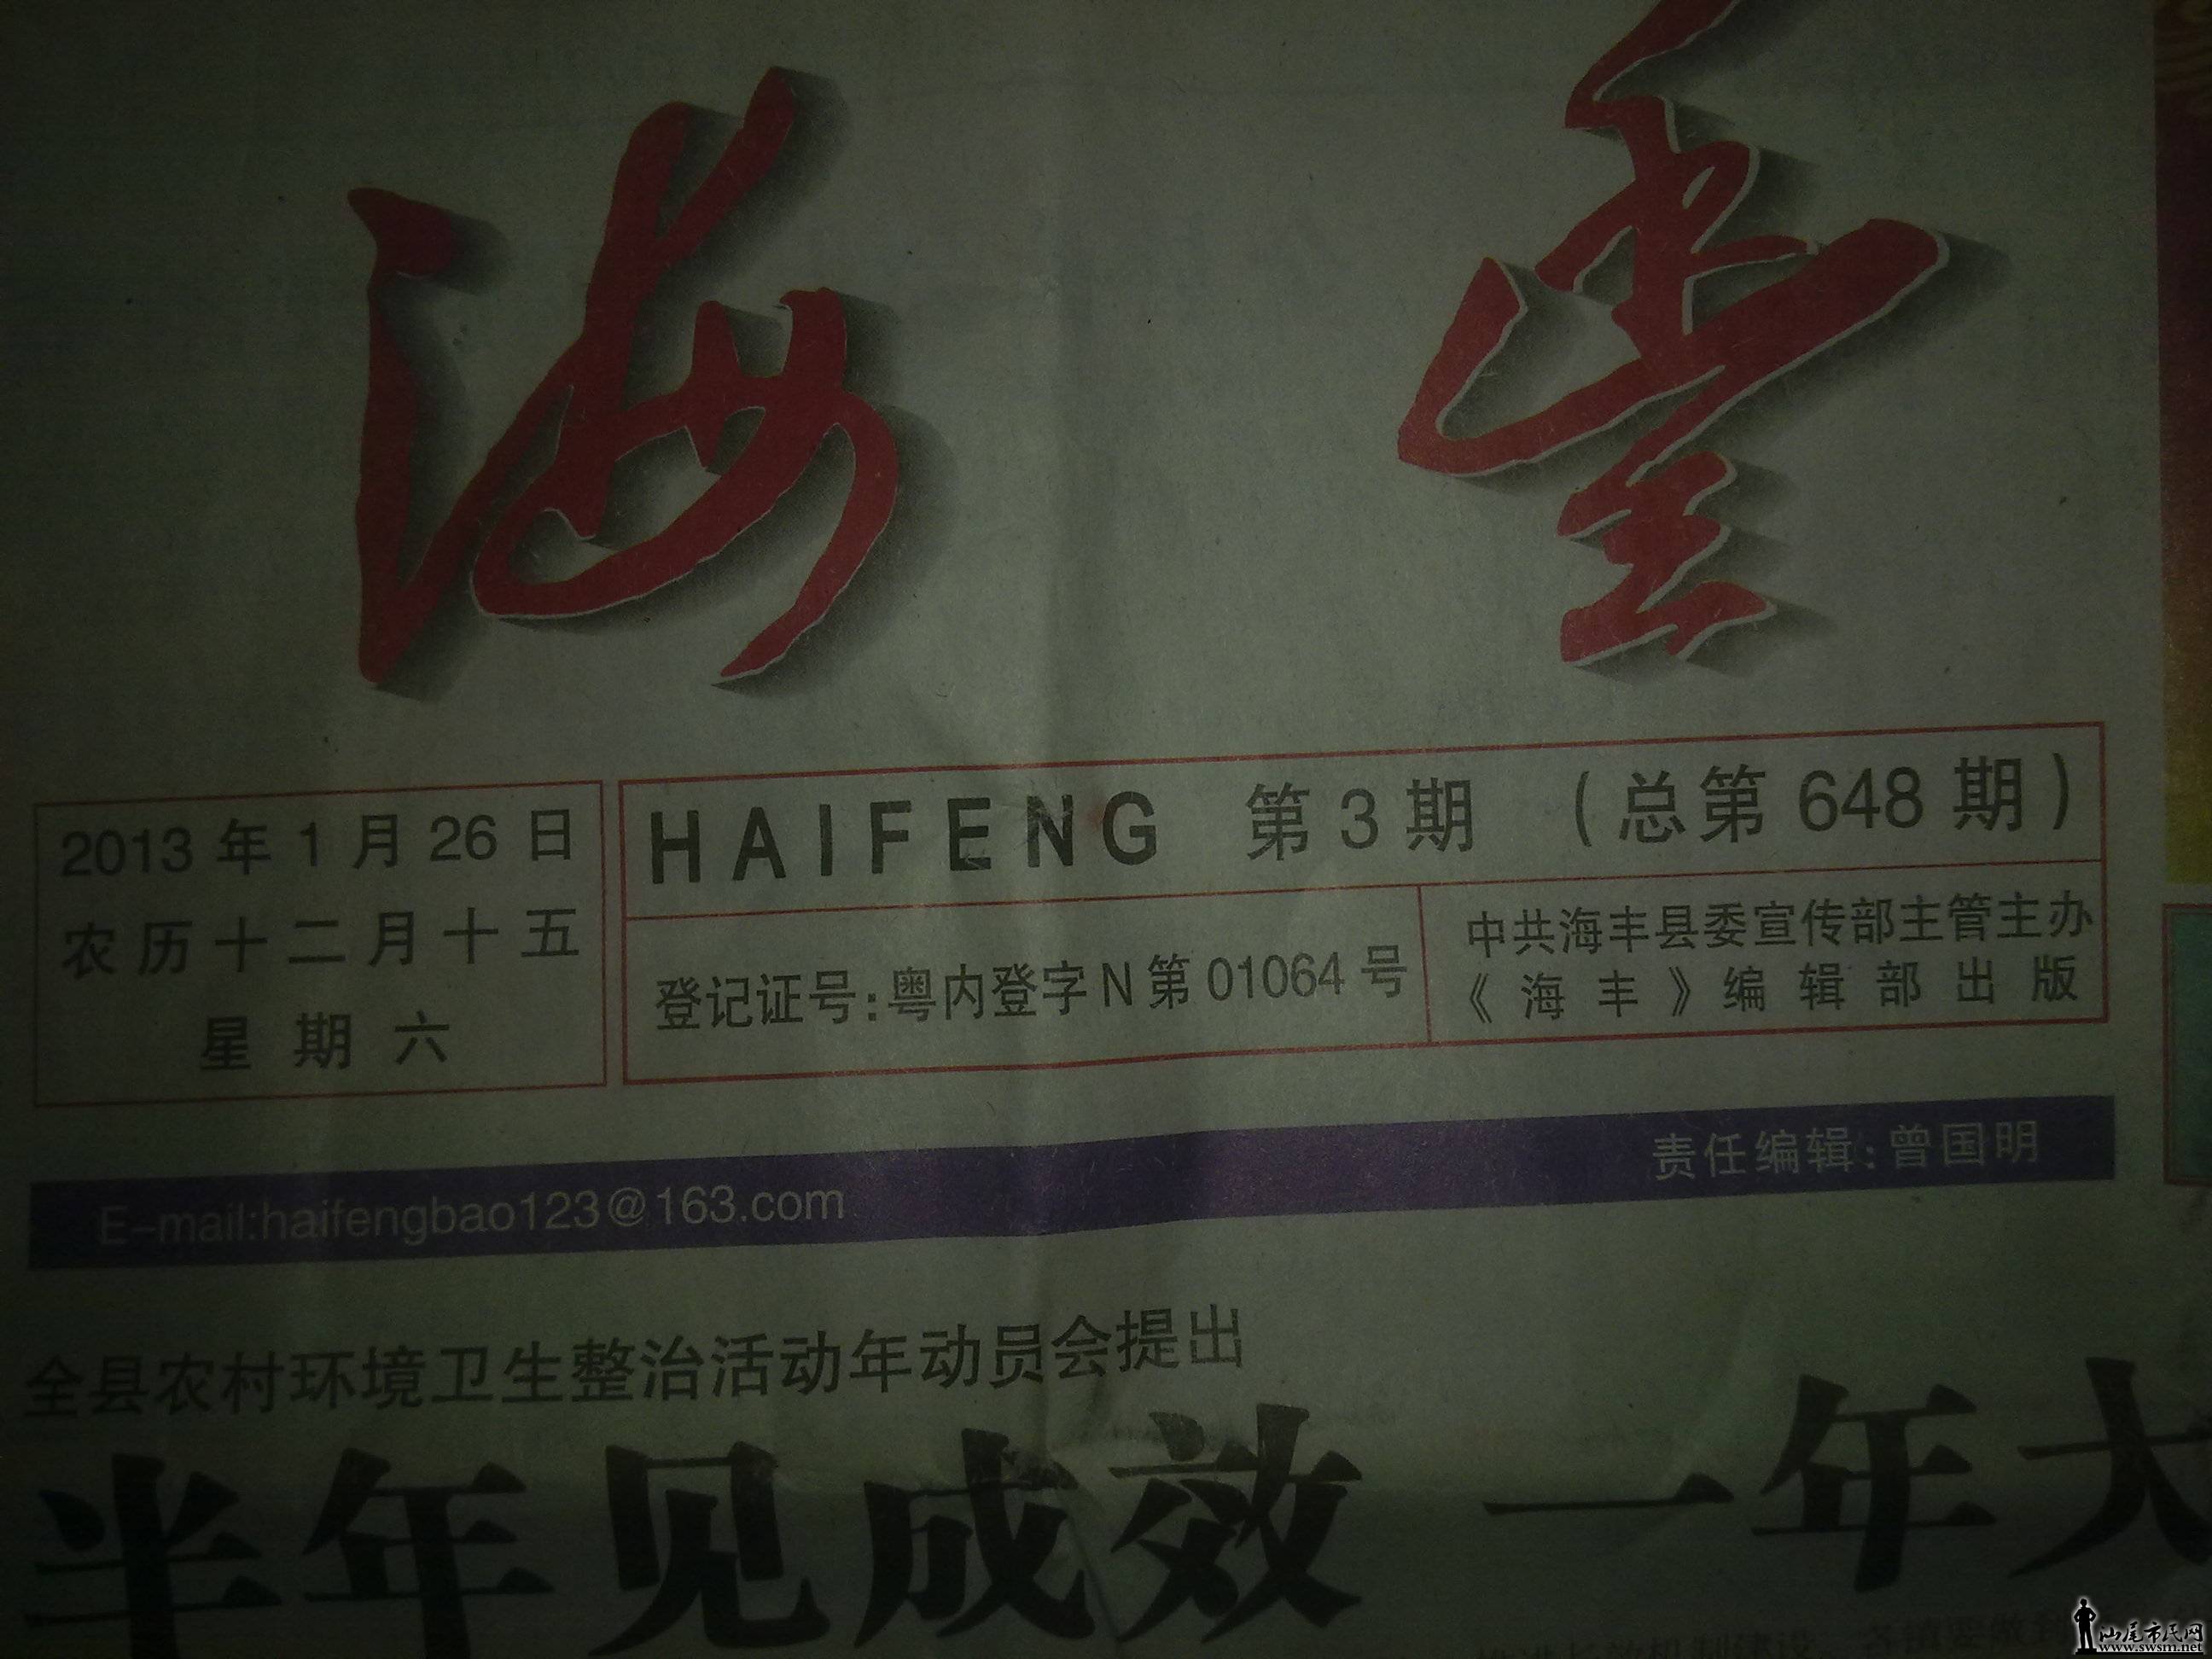 海豐
2013年1月26日
农历十二月十五
星期六
HAIFENG 第3期 (总第648期)
登记证号:粤内登字N第01064号
中共海丰县委宣传部主管主办
《海丰》编辑部出版
E-mail:haifengbao123@163.com
责任编辑:曾国明
全县农村环境卫生整治活动年动员会提出
半年见成效 一年大
汕尾市民网
www.swsm.net